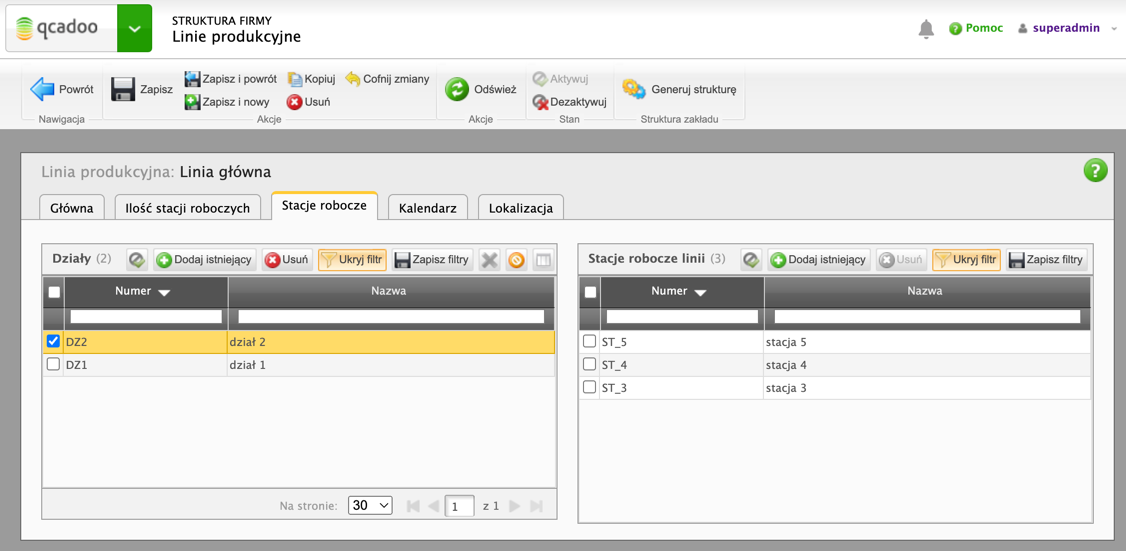 qcadoo
STRUKTURA FIRMY
Linie produkcyjne
Pomoc
superadmin
Powrót
Nawigacja
Zapisz
Zapisz i powrót
Kopiuj
Cofnij zmiany
Zapisz i nowy
Usuń
Akcje
Odśwież
Akcje
Aktywuj
Dezaktywuj
Stan
Generuj strukturę
Struktura zakładu
Linia produkcyjna: Linia główna
?
Główna
Ilość stacji roboczych
Stacje robocze
Kalendarz
Lokalizacja
Działy (2)
Dodaj istniejący
Usuń
Ukryj filtr
Zapisz filtry
Numer
Nazwa
DZ2
dział 2
DZ1
dział 1
Na stronie:
30
1
z 1
Stacje robocze linii (3)
Dodaj istniejący
Usuń
Ukryj filtr
Zapisz filtry
Numer
Nazwa
ST_5
stacja 5
ST_4
stacja 4
ST_3
stacja 3